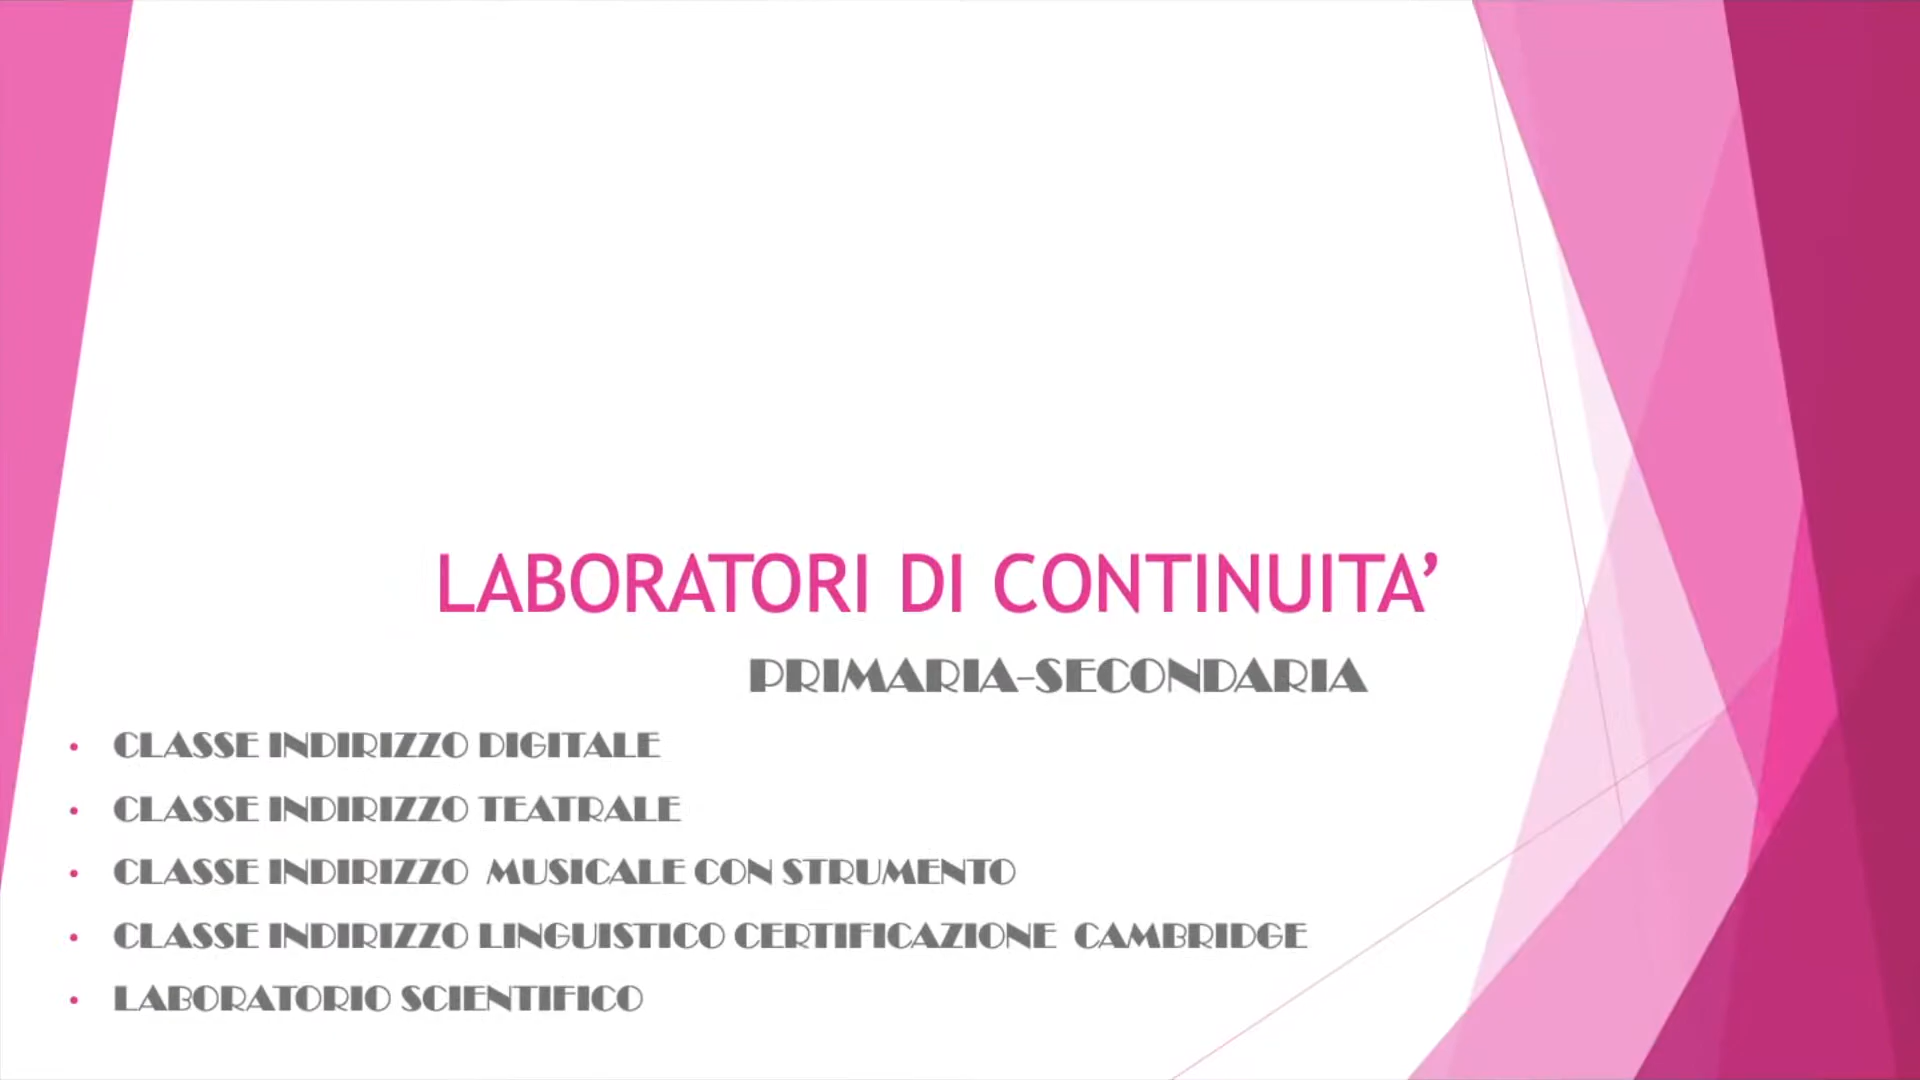 LABORATORI DI CONTINUITA’
PRIMARIA-SECONDARIA
• CLASSE INDIRIZZO DIGITALE
• CLASSE INDIRIZZO TEATRALE
• CLASSE INDIRIZZO MUSICALE CON STRUMENTO
• CLASSE INDIRIZZO LINGUISTICO CERTIFICAZIONE CAMBRIDGE
• LABORATORIO SCIENTIFICO